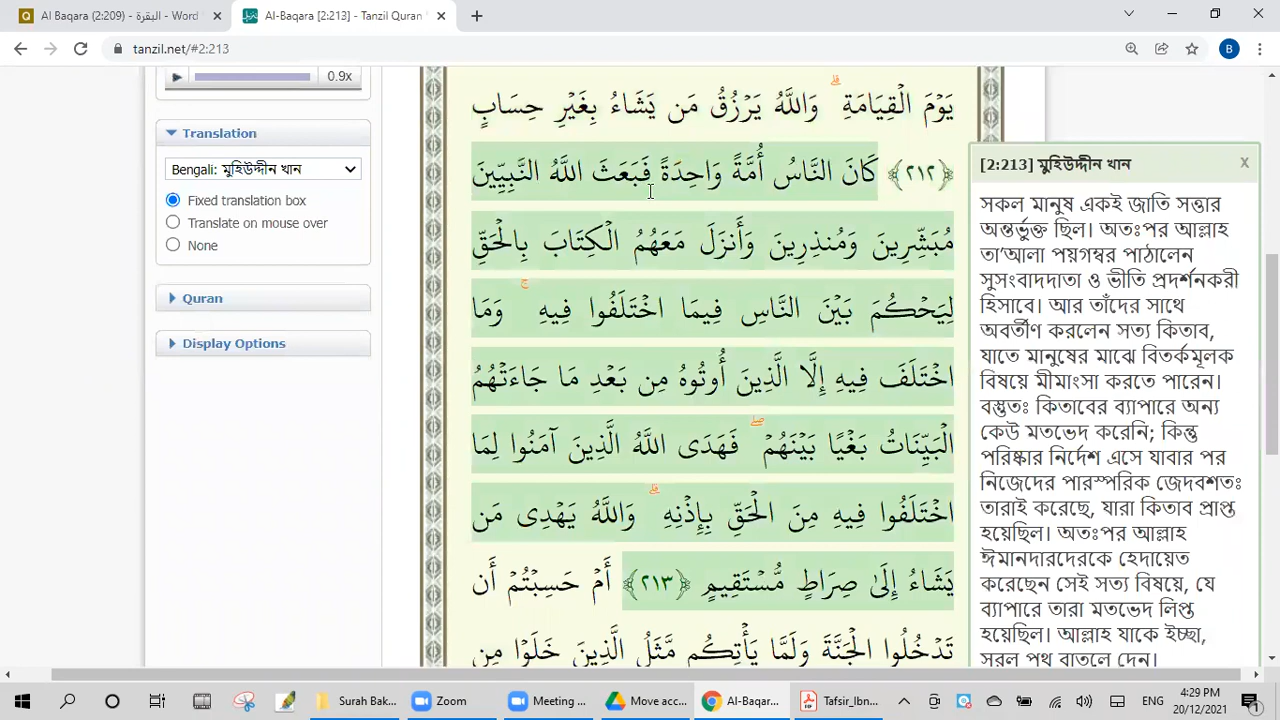 Al Baqara (2:209) - البقرة - Word
Al-Baqara [2:213] - Tanzil Quran
tanzil.net/#2:213
B
0.9x
Translation
Bengali: মুহিউদ্দীন খান
Fixed translation box
Translate on mouse over
None
Quran
Display Options
يَوْمَ الْقِيَامَةِ ۗ وَاللَّهُ يَرْزُقُ مَن يَشَاءُ بِغَيْرِ حِسَابٍ
﴿٢١٢﴾ كَانَ النَّاسُ أُمَّةً وَاحِدَةً فَبَعَثَ اللَّهُ النَّبِيِّينَ
مُبَشِّرِينَ وَمُنذِرِينَ وَأَنزَلَ مَعَهُمُ الْكِتَابَ بِالْحَقِّ
لِيَحْكُمَ بَيْنَ النَّاسِ فِيمَا اخْتَلَفُوا فِيهِ ۚ وَمَا
اخْتَلَفَ فِيهِ إِلَّا الَّذِينَ أُوتُوهُ مِن بَعْدِ مَا جَاءَتْهُمُ
الْبَيِّنَاتُ بَغْيًا بَيْنَهُمْ ۖ فَهَدَى اللَّهُ الَّذِينَ آمَنُوا لِمَا
اخْتَلَفُوا فِيهِ مِنَ الْحَقِّ بِإِذْنِهِ ۗ وَاللَّهُ يَهْدِي مَن
يَشَاءُ إِلَىٰ صِرَاطٍ مُّسْتَقِيمٍ ﴿٢١٣﴾ أَمْ حَسِبْتُمْ أَن
تَدْخُلُوا الْجَنَّةَ وَلَمَّا يَأْتِكُم مَّثَلُ الَّذِينَ خَلَوْا مِن
[2:213] মুহিউদ্দীন খান
সকল মানুষ একই জাতি সত্তার
অন্তর্ভুক্ত ছিল। অতঃপর আল্লাহ
তা’আলা পয়গম্বর পাঠালেন
সুসংবাদদাতা ও ভীতি প্রদর্শনকরী
হিসাবে। আর তাঁদের সাথে
অবর্তীণ করলেন সত্য কিতাব,
যাতে মানুষের মাঝে বিতর্কমূলক
বিষয়ে মীমাংসা করতে পারেন।
বস্তুতঃ কিতাবের ব্যাপারে অন্য
কেউ মতভেদ করেনি; কিন্তু
পরিষ্কার নির্দেশ এসে যাবার পর
নিজেদের পারস্পরিক জেদবশতঃ
তারাই করেছে, যারা কিতাব প্রাপ্ত
হয়েছিল। অতঃপর আল্লাহ
ঈমানদারদেরকে হেদায়েত
করেছেন সেই সত্য বিষয়ে, যে
ব্যাপারে তারা মতভেদ লিপ্ত
হয়েছিল। আল্লাহ যাকে ইচ্ছা,
সরল পথ বাতলে দেন।
Surah Bak...
Zoom
Meeting ...
Move acc...
Al-Baqar...
Tafsir_Ibn...
ENG
4:29 PM
20/12/2021
1